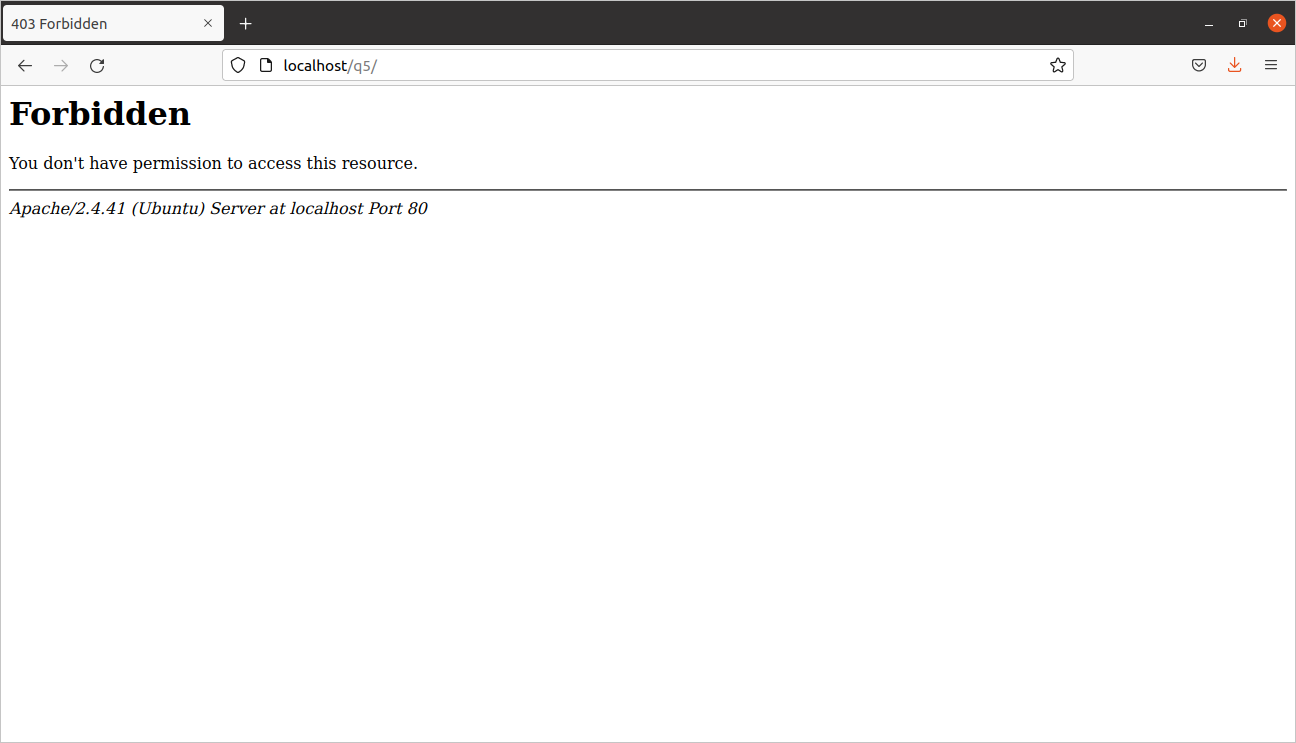 403 Forbidden
localhost/q5/
Forbidden
You don't have permission to access this resource.
Apache/2.4.41 (Ubuntu) Server at localhost Port 80